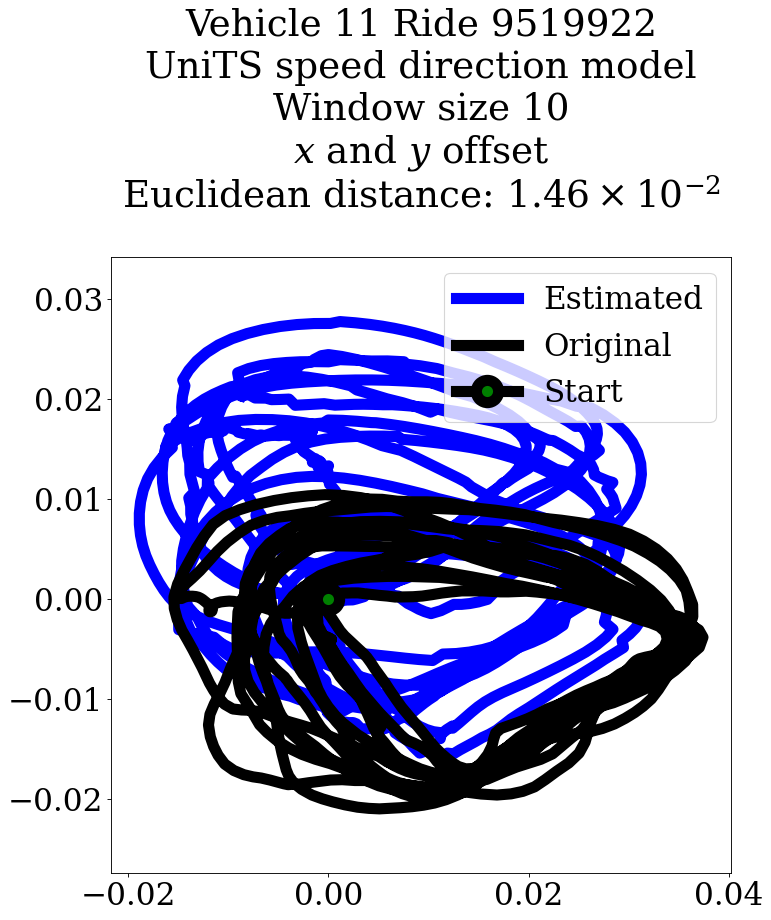 Vehicle 11 Ride 9519922
UniTS speed direction model
Window size 10
x and y offset
Euclidean distance: 1.46 × 10⁻²
Estimated
Original
Start
0.03
0.02
0.01
0.00
−0.01
−0.02
−0.02 0.00 0.02 0.04